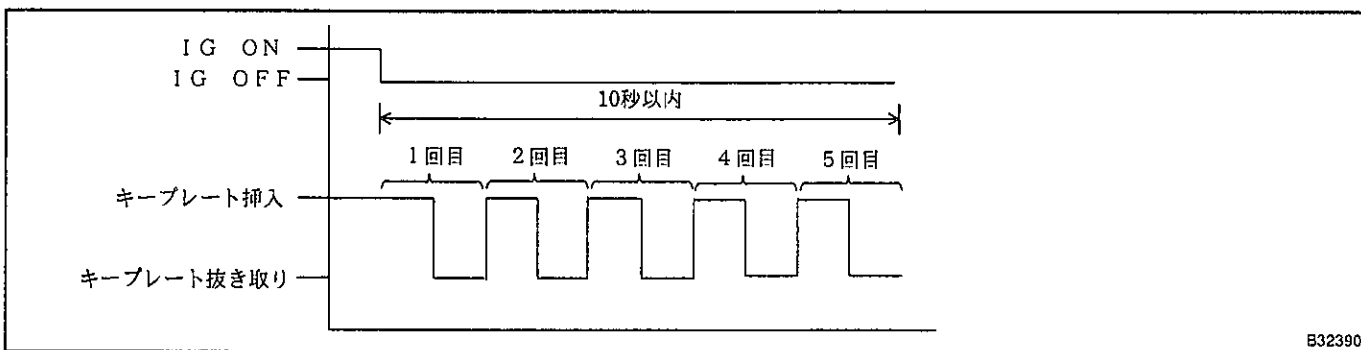 IG ON
IG OFF
10秒以内
1回目 2回目 3回目 4回目 5回目
キープレート挿入
キープレート抜き取り
B32390